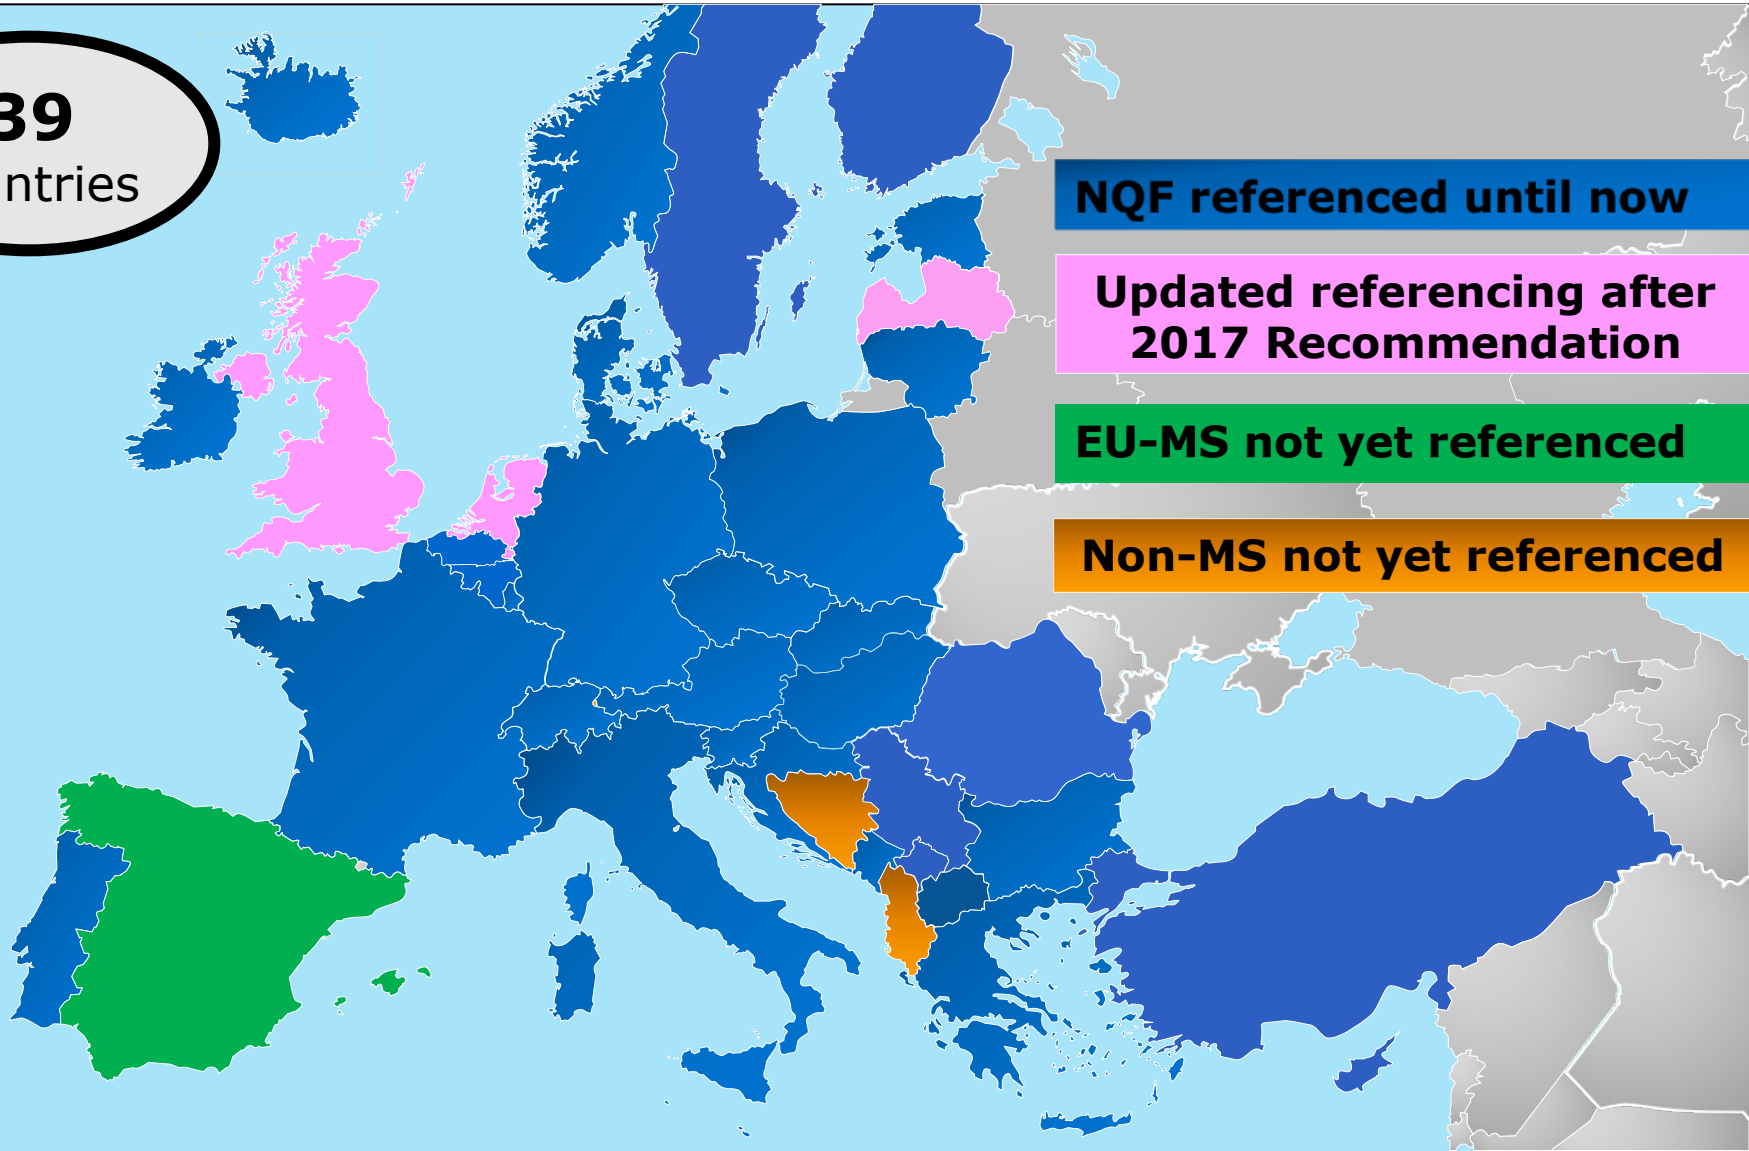 39
ntries
NQF referenced until now
Updated referencing after
2017 Recommendation
EU-MS not yet referenced
Non-MS not yet referenced